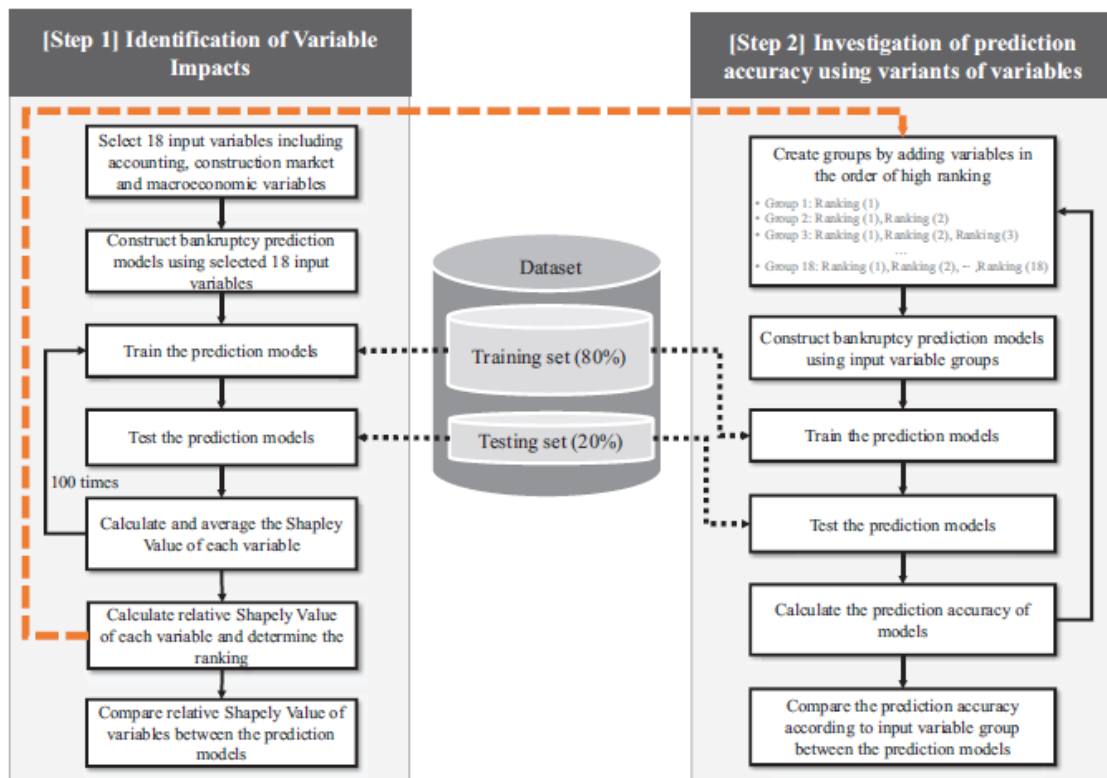 [Step 1] Identification of Variable
Impacts
Select 18 input variables including
accounting, construction market
and macroeconomic variables
Construct bankruptcy prediction
models using selected 18 input
variables
Train the prediction models
Test the prediction models
100 times
Calculate and average the Shapley
Value of each variable
Calculate relative Shapely Value
of each variable and determine the
ranking
Compare relative Shapely Value of
variables between the prediction
models
Dataset
Training set (80%)
Testing set (20%)
[Step 2] Investigation of prediction
accuracy using variants of variables
Create groups by adding variables in
the order of high ranking
• Group 1: Ranking (1)
• Group 2: Ranking (1), Ranking (2)
• Group 3: Ranking (1), Ranking (2), Ranking (3)
...
• Group 18: Ranking (1), Ranking (2), ··· , Ranking (18)
Construct bankruptcy prediction models
using input variable groups
Train the prediction models
Test the prediction models
Calculate the prediction accuracy of
models
Compare the prediction accuracy
according to input variable group
between the prediction models